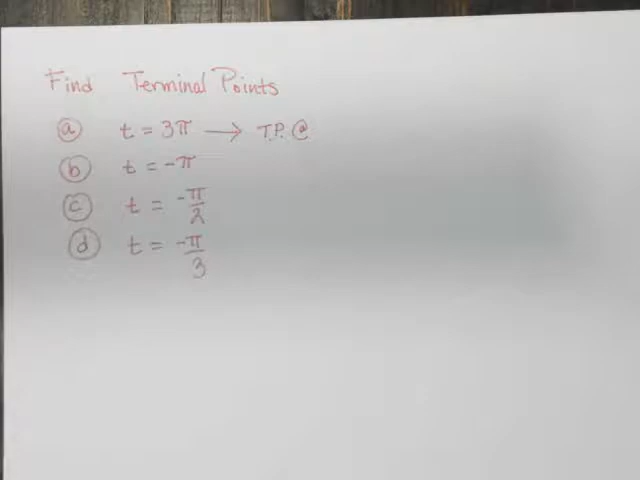 Find Terminal Points
ⓐ t = 3π → T.P. @
ⓑ t = -π
ⓒ t = -π/2
ⓓ t = -π/3